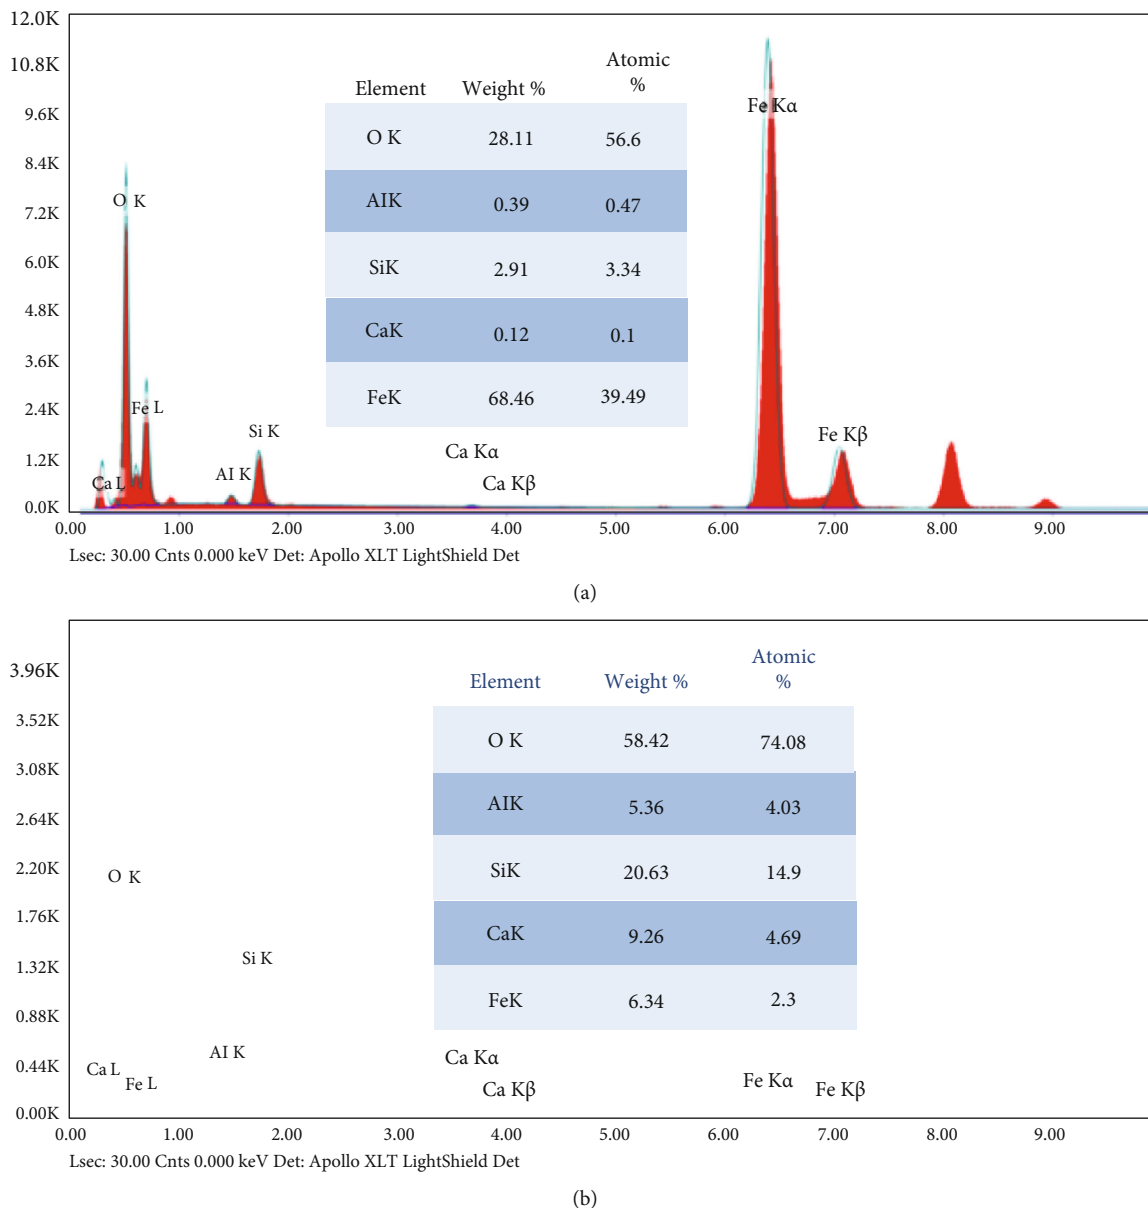 12.0K
10.8K
9.6K
8.4K
7.2K
6.0K
4.8K
3.6K
2.4K
1.2K
0.0K
Element Weight % Atomic %
O K 28.11 56.6
AIK 0.39 0.47
SiK 2.91 3.34
CaK 0.12 0.1
FeK 68.46 39.49
O K
Fe L
Ca L
AI K
Si K
Ca Kα
Ca Kβ
Fe Kα
Fe Kβ
0.00 1.00 2.00 3.00 4.00 5.00 6.00 7.00 8.00 9.00
Lsec: 30.00 Cnts 0.000 keV Det: Apollo XLT LightShield Det
(a)
3.96K
3.52K
3.08K
2.64K
2.20K
1.76K
1.32K
0.88K
0.44K
0.00K
Element Weight % Atomic %
O K 58.42 74.08
AIK 5.36 4.03
SiK 20.63 14.9
CaK 9.26 4.69
FeK 6.34 2.3
O K
Si K
AI K
Ca L
Fe L
Ca Kα
Ca Kβ
Fe Kα
Fe Kβ
0.00 1.00 2.00 3.00 4.00 5.00 6.00 7.00 8.00 9.00
Lsec: 30.00 Cnts 0.000 keV Det: Apollo XLT LightShield Det
(b)